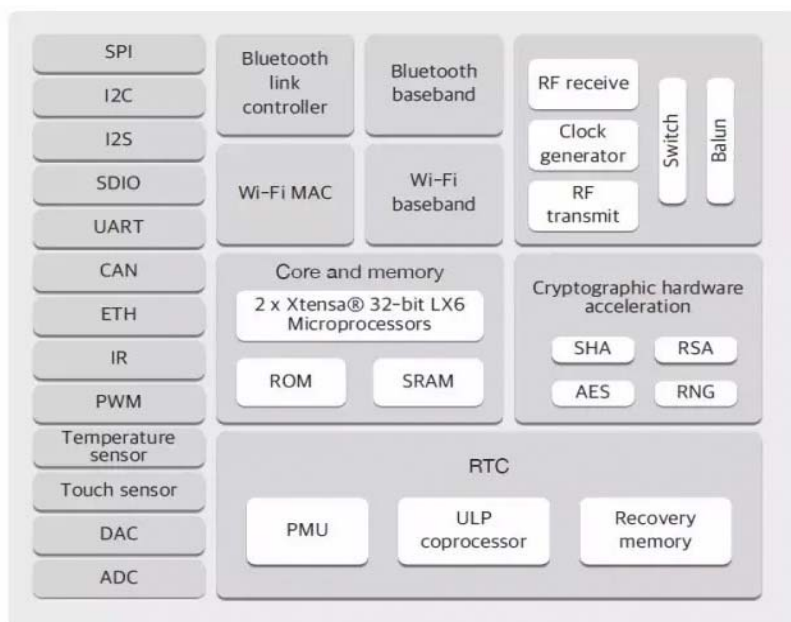 SPI
I2C
I2S
SDIO
UART
CAN
ETH
IR
PWM
Temperature
sensor
Touch sensor
DAC
ADC
Bluetooth
link
controller
Bluetooth
baseband
Wi-Fi MAC
Wi-Fi
baseband
RF receive
Clock
generator
RF
transmit
Switch
Balun
Core and memory
2 x Xtensa® 32-bit LX6
Microprocessors
ROM
SRAM
Cryptographic hardware
acceleration
SHA
RSA
AES
RNG
RTC
PMU
ULP
coprocessor
Recovery
memory